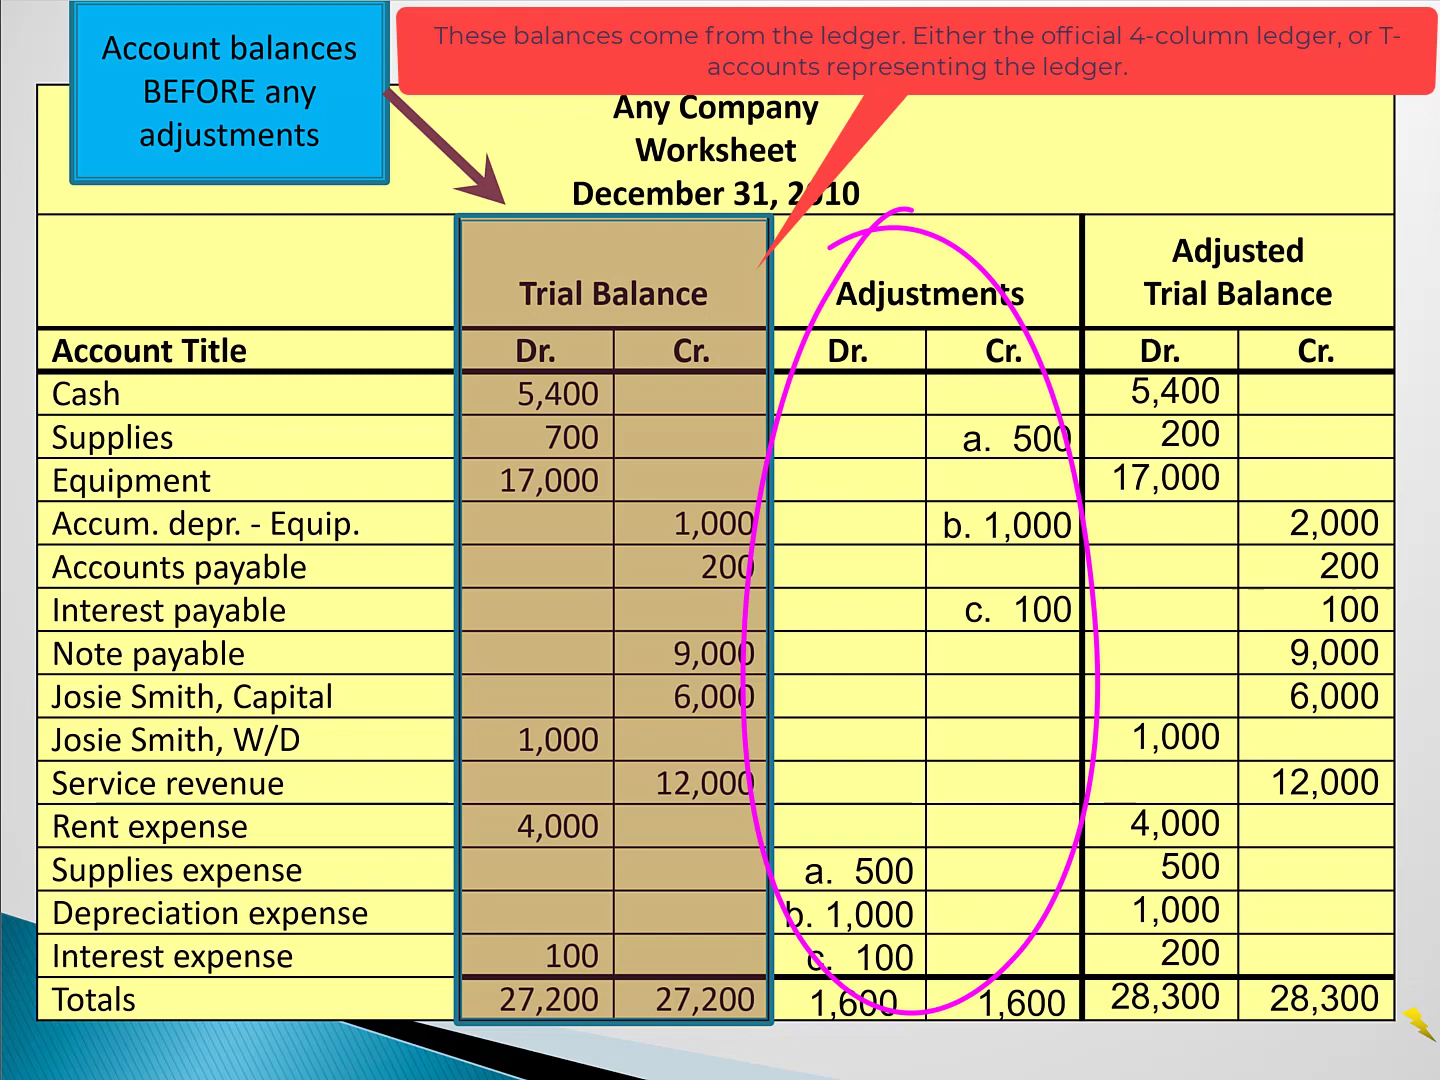 Account balances
BEFORE any
adjustments
These balances come from the ledger. Either the official 4-column ledger, or T-
accounts representing the ledger.
Any Company
Worksheet
December 31, 2010
Trial Balance Adjustments Adjusted
Trial Balance
Account Title Dr. Cr. Dr. Cr. Dr. Cr.
Cash 5,400 5,400
Supplies 700 a. 500 200
Equipment 17,000 17,000
Accum. depr. - Equip. 1,000 b. 1,000 2,000
Accounts payable 200 200
Interest payable c. 100 100
Note payable 9,000 9,000
Josie Smith, Capital 6,000 6,000
Josie Smith, W/D 1,000 1,000
Service revenue 12,000 12,000
Rent expense 4,000 4,000
Supplies expense a. 500 500
Depreciation expense b. 1,000 1,000
Interest expense 100 c. 100 200
Totals 27,200 27,200 1,600 1,600 28,300 28,300